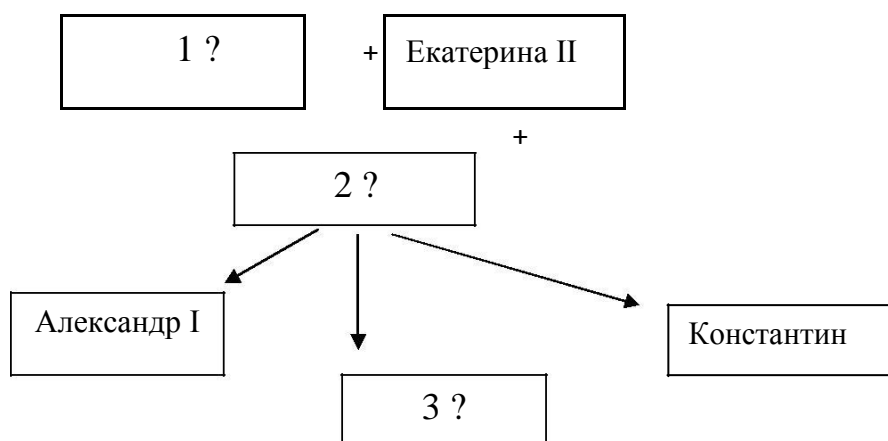 1 ?
+
Екатерина II
+
2 ?
Александр I
Константин
3 ?